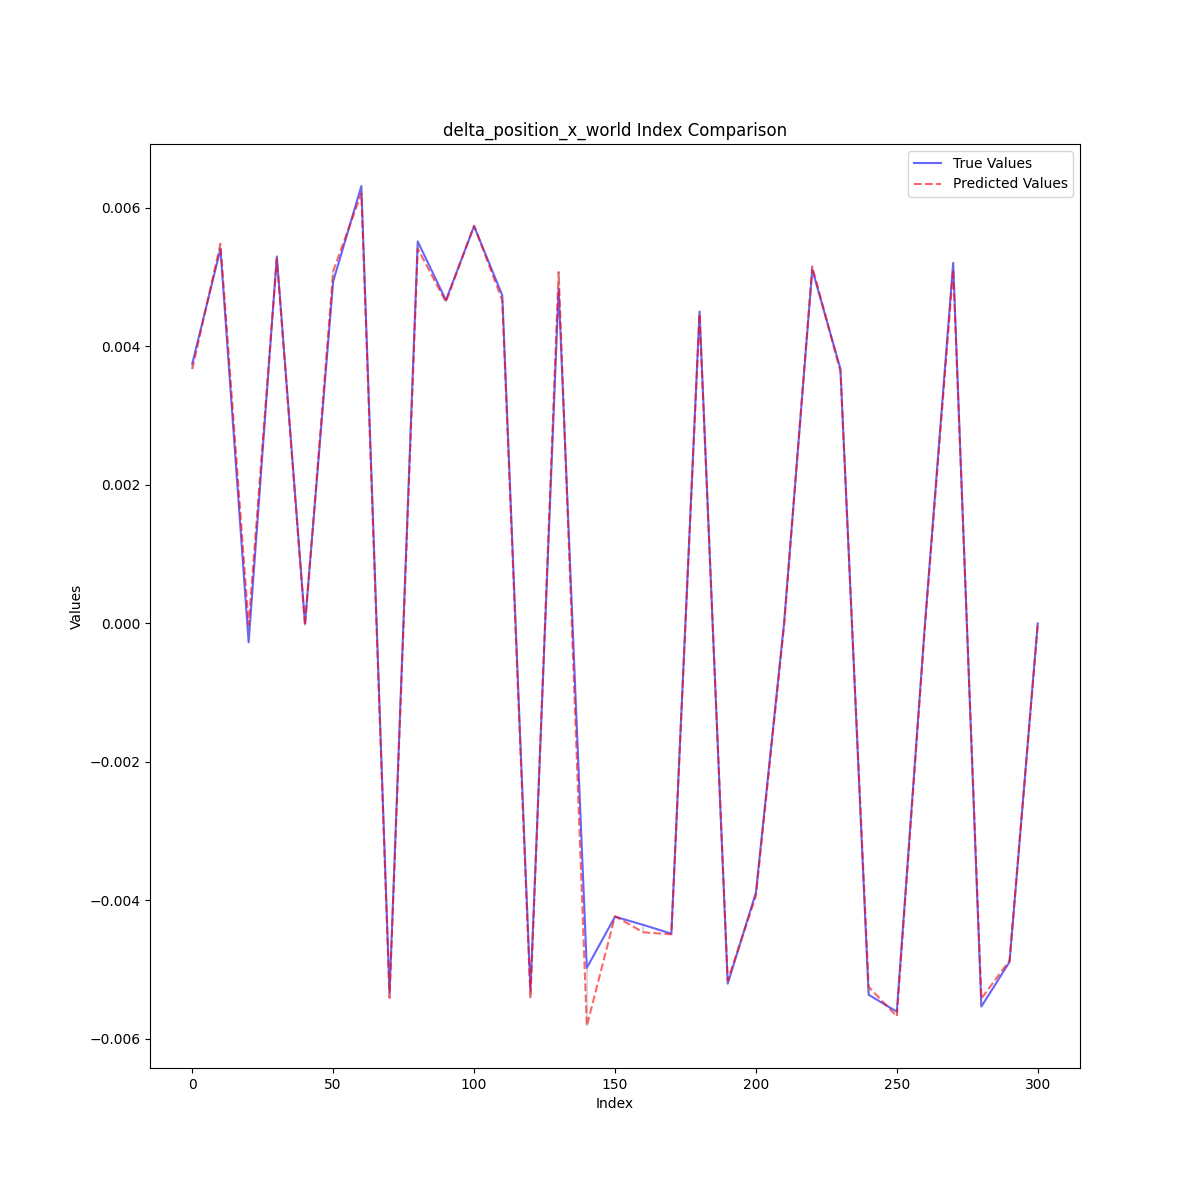 delta_position_x_world Index Comparison
True Values
Predicted Values
0.006
0.004
0.002
0.000
−0.002
−0.004
−0.006
Values
0 50 100 150 200 250 300
Index